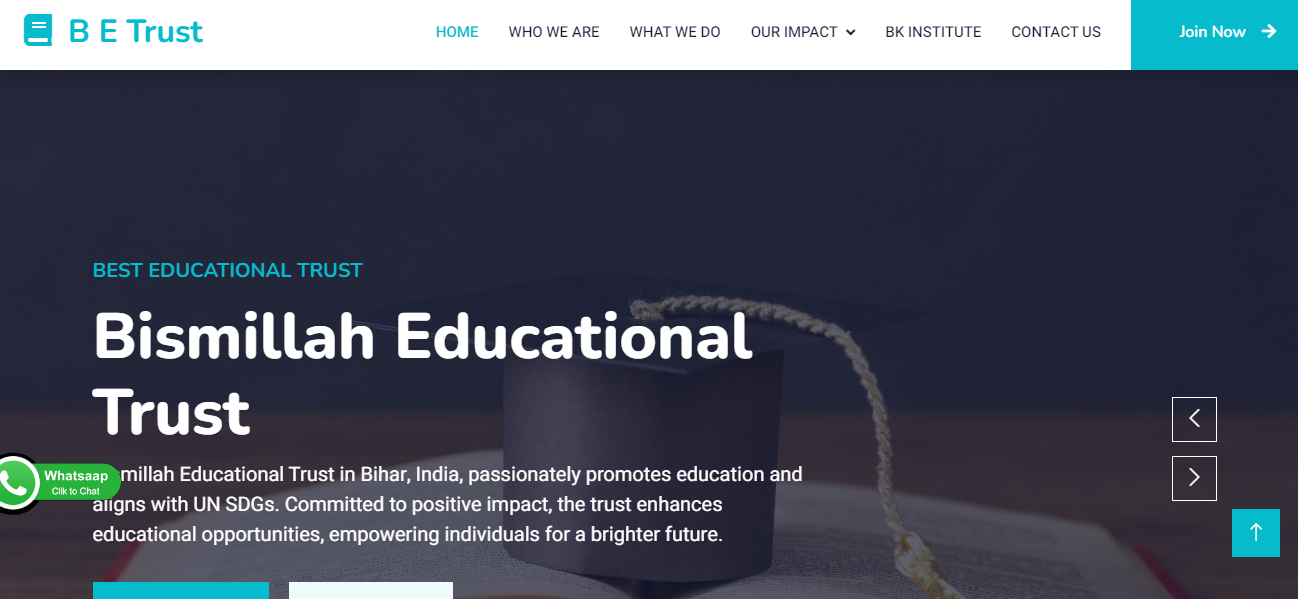 B E Trust
HOME WHO WE ARE WHAT WE DO OUR IMPACT BK INSTITUTE CONTACT US
Join Now
BEST EDUCATIONAL TRUST
Bismillah Educational
Trust
millah Educational Trust in Bihar, India, passionately promotes education and
aligns with UN SDGs. Committed to positive impact, the trust enhances
educational opportunities, empowering individuals for a brighter future.
Whatsaap
Clik to Chat